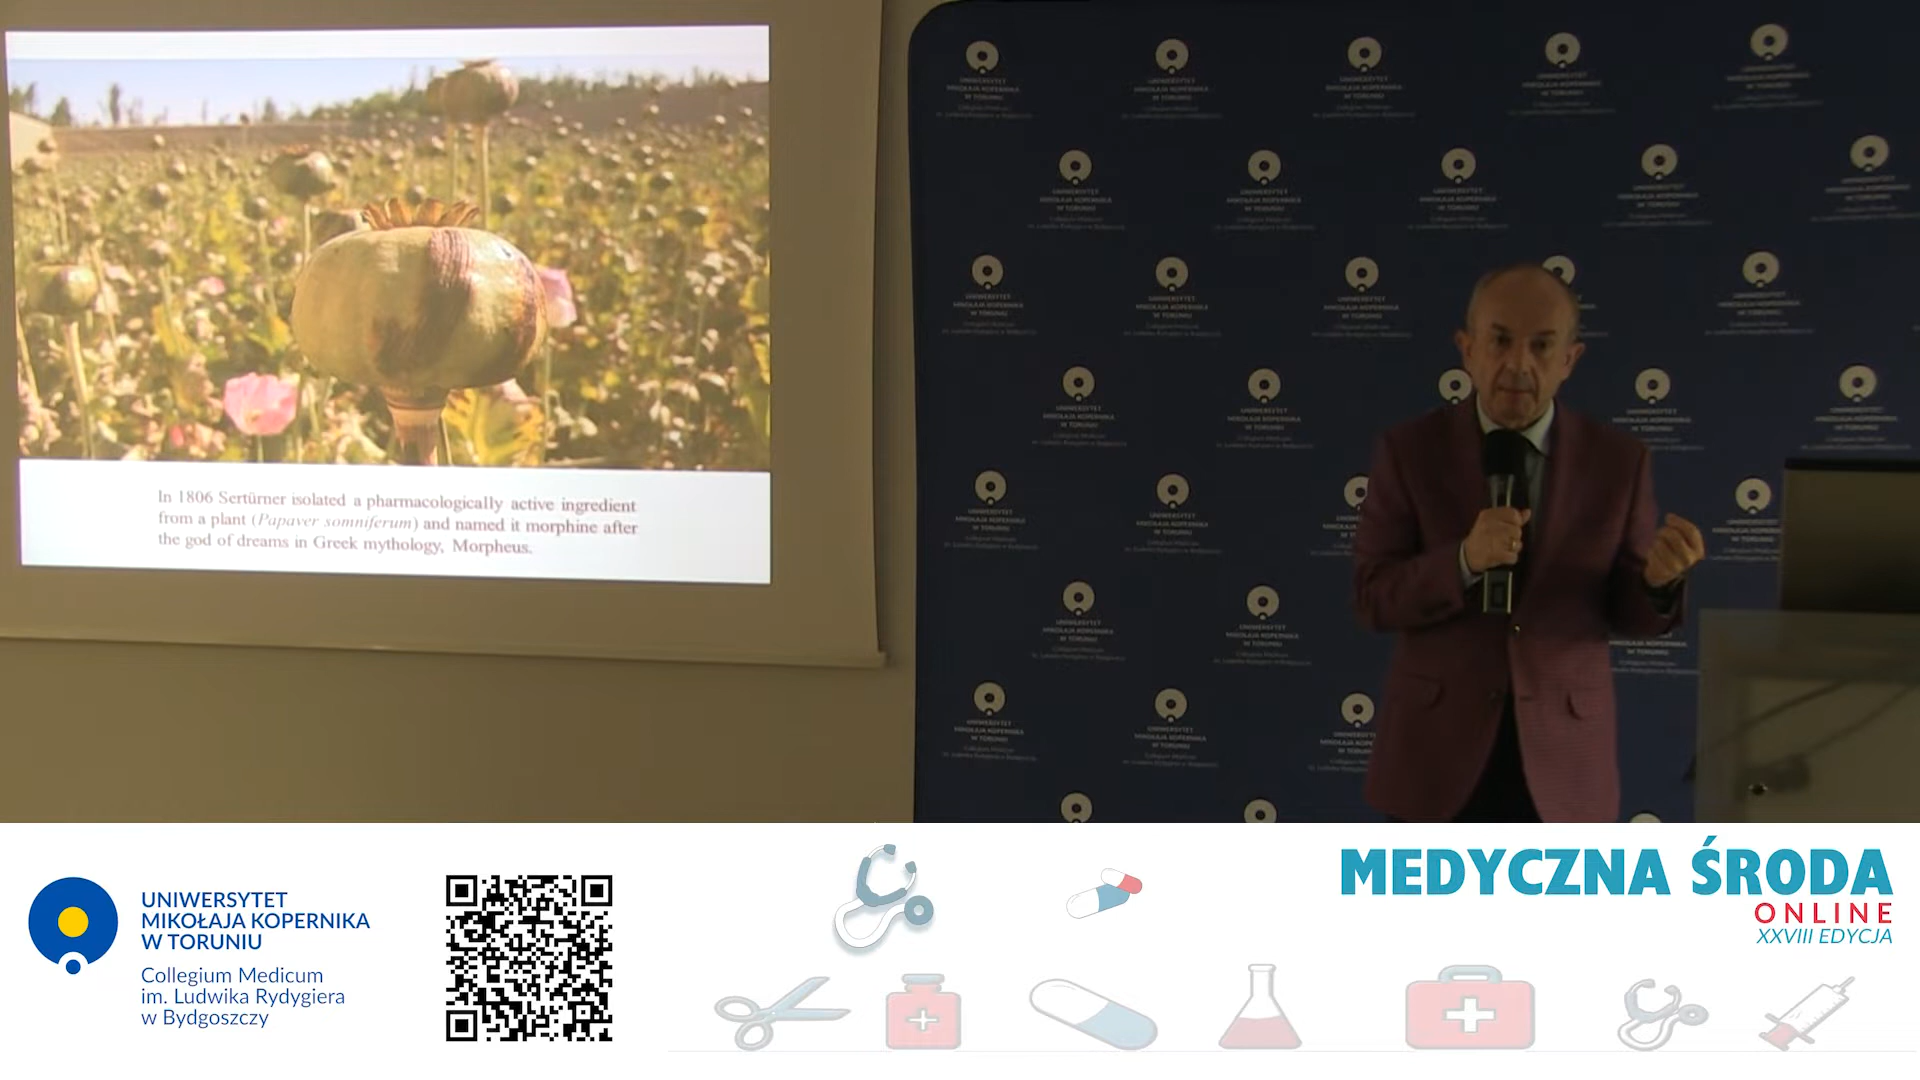 In 1806 Sertürner isolated a pharmacologically active ingredient
from a plant (Papaver somniferum) and named it morphine after
the god of dreams in Greek mythology, Morpheus.
UNIWERSYTET
MIKOŁAJA KOPERNIKA
W TORUNIU
Collegium Medicum
im. Ludwika Rydygiera
w Bydgoszczy
MEDYCZNA ŚRODA
ONLINE
XXVIII EDYCJA